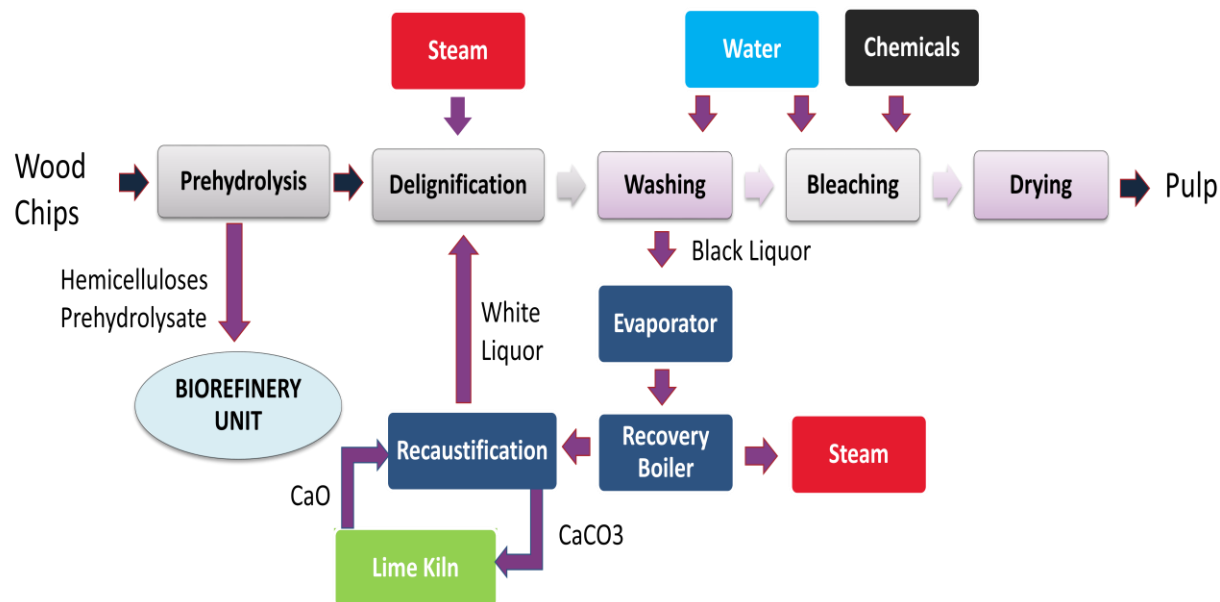 Steam
Water
Chemicals
Wood
Chips
Prehydrolysis
Delignification
Washing
Bleaching
Drying
Pulp
Hemicelluloses
Prehydrolysate
Black Liquor
White
Liquor
Evaporator
BIOREFINERY
UNIT
Recaustification
Recovery
Boiler
Steam
CaO
CaCO3
Lime Kiln